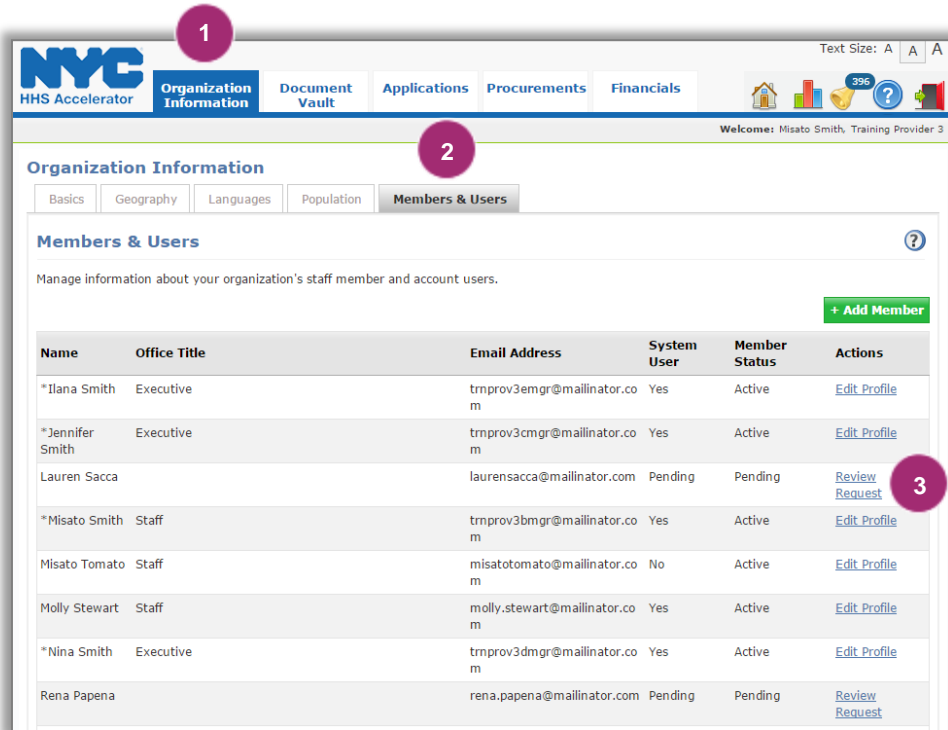 1
Text Size: A A A
NYC
HHS Accelerator
Organization Information
Document Vault
Applications
Procurements
Financials
396
?
Welcome: Misato Smith, Training Provider 3
2
Organization Information
Basics
Geography
Languages
Population
Members & Users
Members & Users
?
Manage information about your organization's staff member and account users.
+ Add Member
Name Office Title Email Address System User Member Status Actions
*Ilana Smith Executive trnprov3emgr@mailinator.co Yes Active Edit Profile
m
*Jennifer Executive trnprov3cmgr@mailinator.co Yes Active Edit Profile
Smith m
Lauren Sacca laurensacca@mailinator.com Pending Pending Review
Request
3
*Misato Smith Staff trnprov3bmgr@mailinator.co Yes Active Edit Profile
m
Misato Tomato Staff misatotomato@mailinator.co No Active Edit Profile
m
Molly Stewart Staff molly.stewart@mailinator.co Yes Active Edit Profile
m
*Nina Smith Executive trnprov3dmgr@mailinator.co Yes Active Edit Profile
m
Rena Papena rena.papena@mailinator.com Pending Pending Review
Request